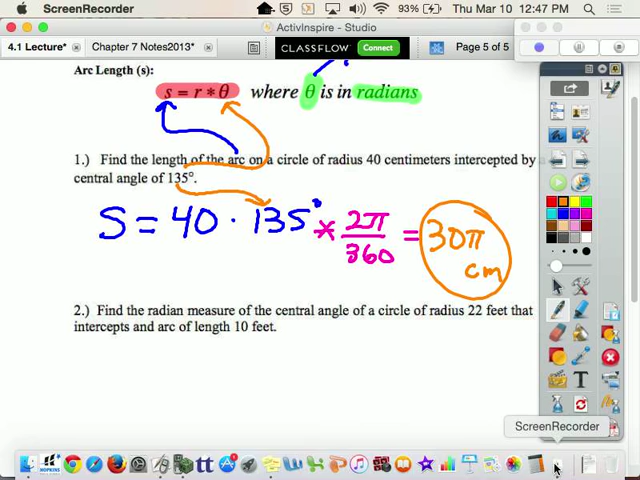 ScreenRecorder
93%
Thu Mar 10 12:47 PM
ActivInspire - Studio
4.1 Lecture*
Chapter 7 Notes2013*
CLASSFLOW
Connect
Page 5 of 5
Arc Length (s):
s = r * θ where θ is in radians
1.) Find the length of the arc on a circle of radius 40 centimeters intercepted by a
central angle of 135°.
S = 40 · 135° * 2π/360 = 30π
cm
2.) Find the radian measure of the central angle of a circle of radius 22 feet that
intercepts and arc of length 10 feet.
ScreenRecorder